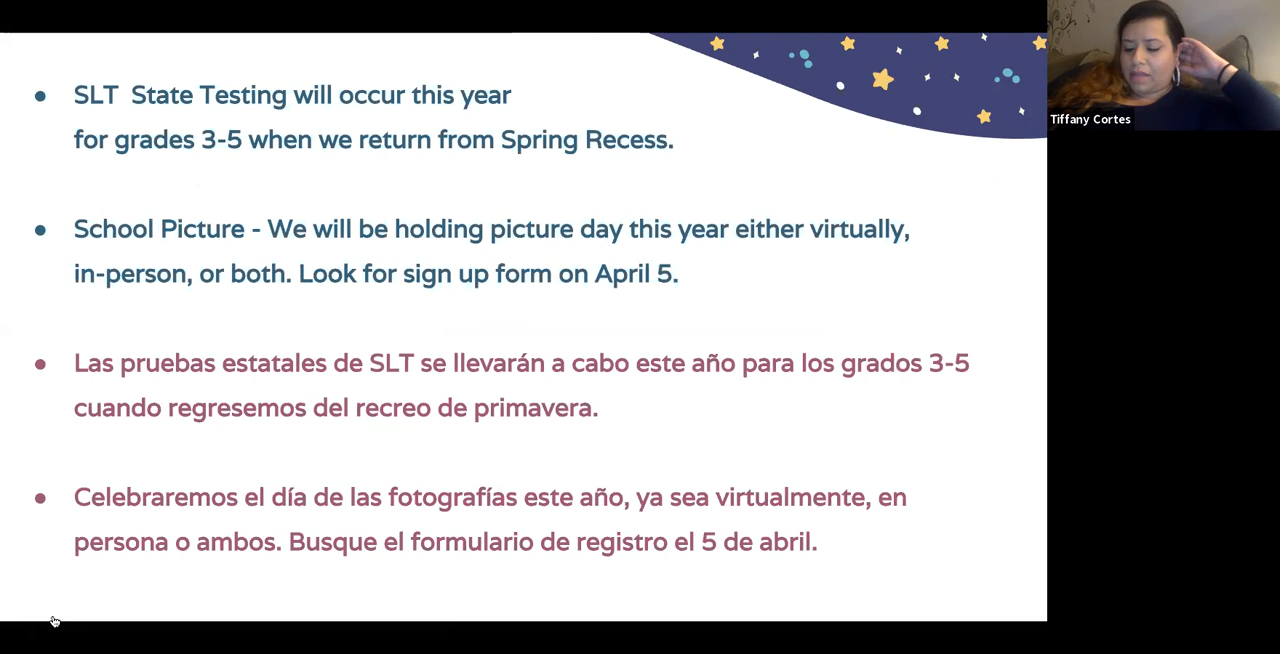 SLT State Testing will occur this year
for grades 3-5 when we return from Spring Recess.
School Picture - We will be holding picture day this year either virtually,
in-person, or both. Look for sign up form on April 5.
Las pruebas estatales de SLT se llevarán a cabo este año para los grados 3-5
cuando regresemos del recreo de primavera.
Celebraremos el día de las fotografías este año, ya sea virtualmente, en
persona o ambos. Busque el formulario de registro el 5 de abril.
Tiffany Cortes